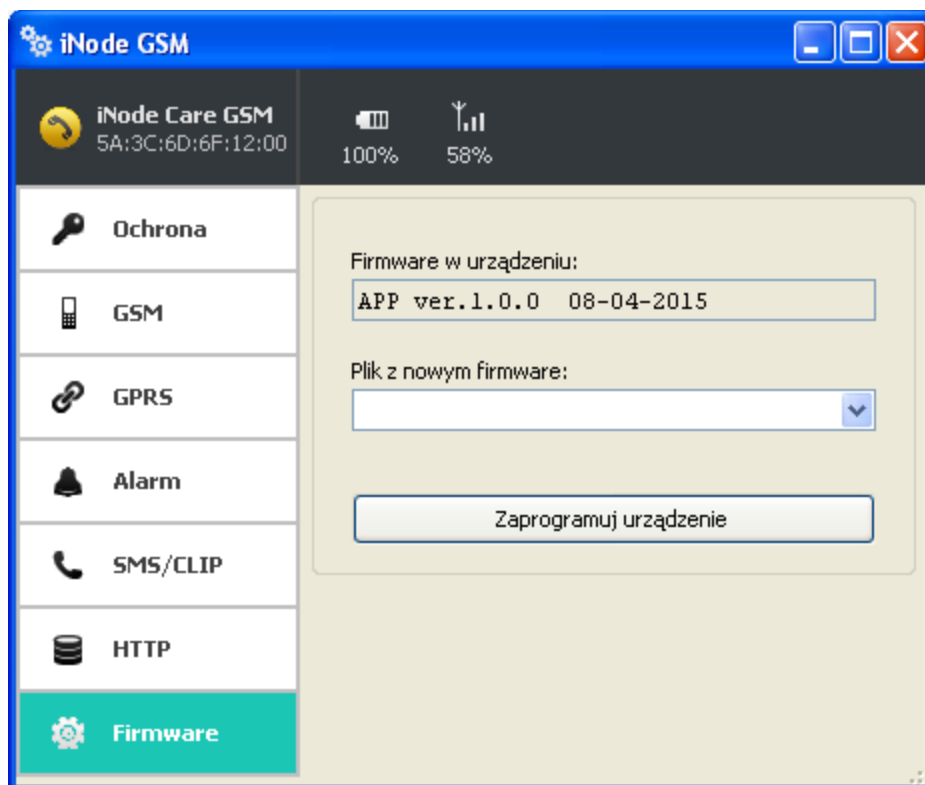 iNode GSM
iNode Care GSM
5A:3C:6D:6F:12:00
100%
58%
Ochrona
GSM
GPRS
Alarm
SMS/CLIP
HTTP
Firmware
Firmware w urządzeniu:
APP ver.1.0.0 08-04-2015
Plik z nowym firmware:
Zaprogramuj urządzenie